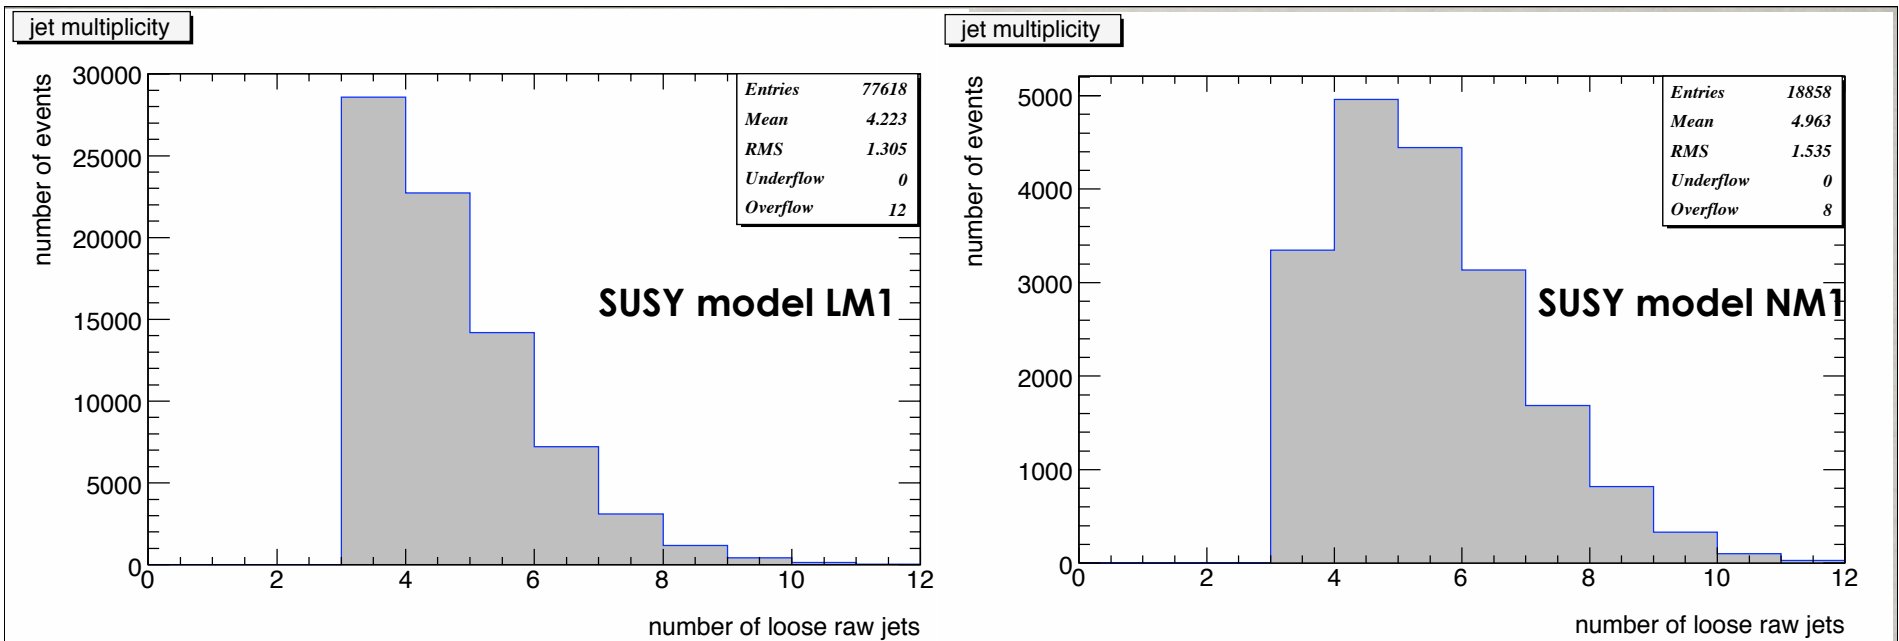 jet multiplicity
number of events
30000
25000
20000
15000
10000
5000
0
0 2 4 6 8 10 12
number of loose raw jets
Entries 77618
Mean 4.223
RMS 1.305
Underflow 0
Overflow 12
SUSY model LM1
jet multiplicity
number of events
5000
4000
3000
2000
1000
0
0 2 4 6 8 10 12
number of loose raw jets
Entries 18858
Mean 4.963
RMS 1.535
Underflow 0
Overflow 8
SUSY model NM1